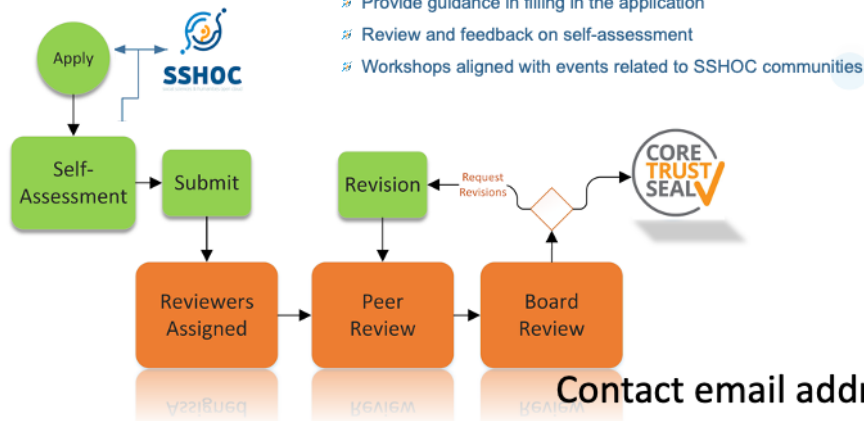 Provide guidance in filling in the application
Review and feedback on self-assessment
Workshops aligned with events related to SSHOC communities
Apply
SSHOC
Self-
Assessment
Submit
Revision
Request
Revisions
CORE
TRUST
SEAL
Reviewers
Assigned
Peer
Review
Board
Review
Contact email addr